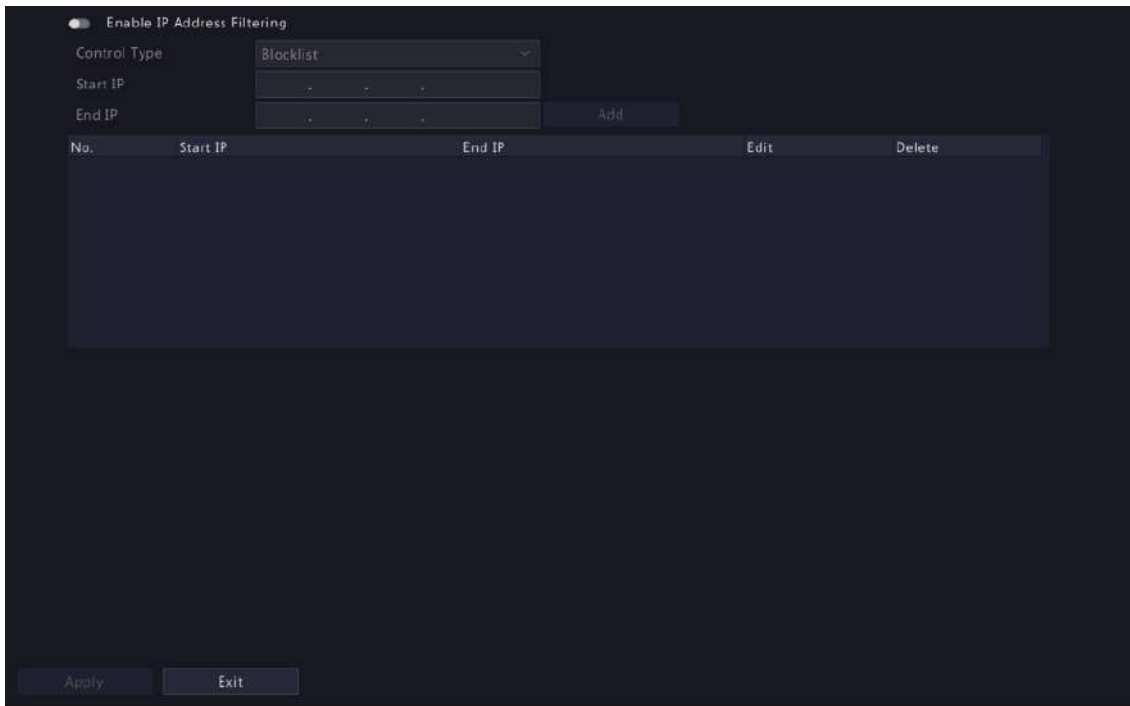 Enable IP Address Filtering
Control Type Blocklist
Start IP . . .
End IP . . . Add
No. Start IP End IP Edit Delete
Apply Exit